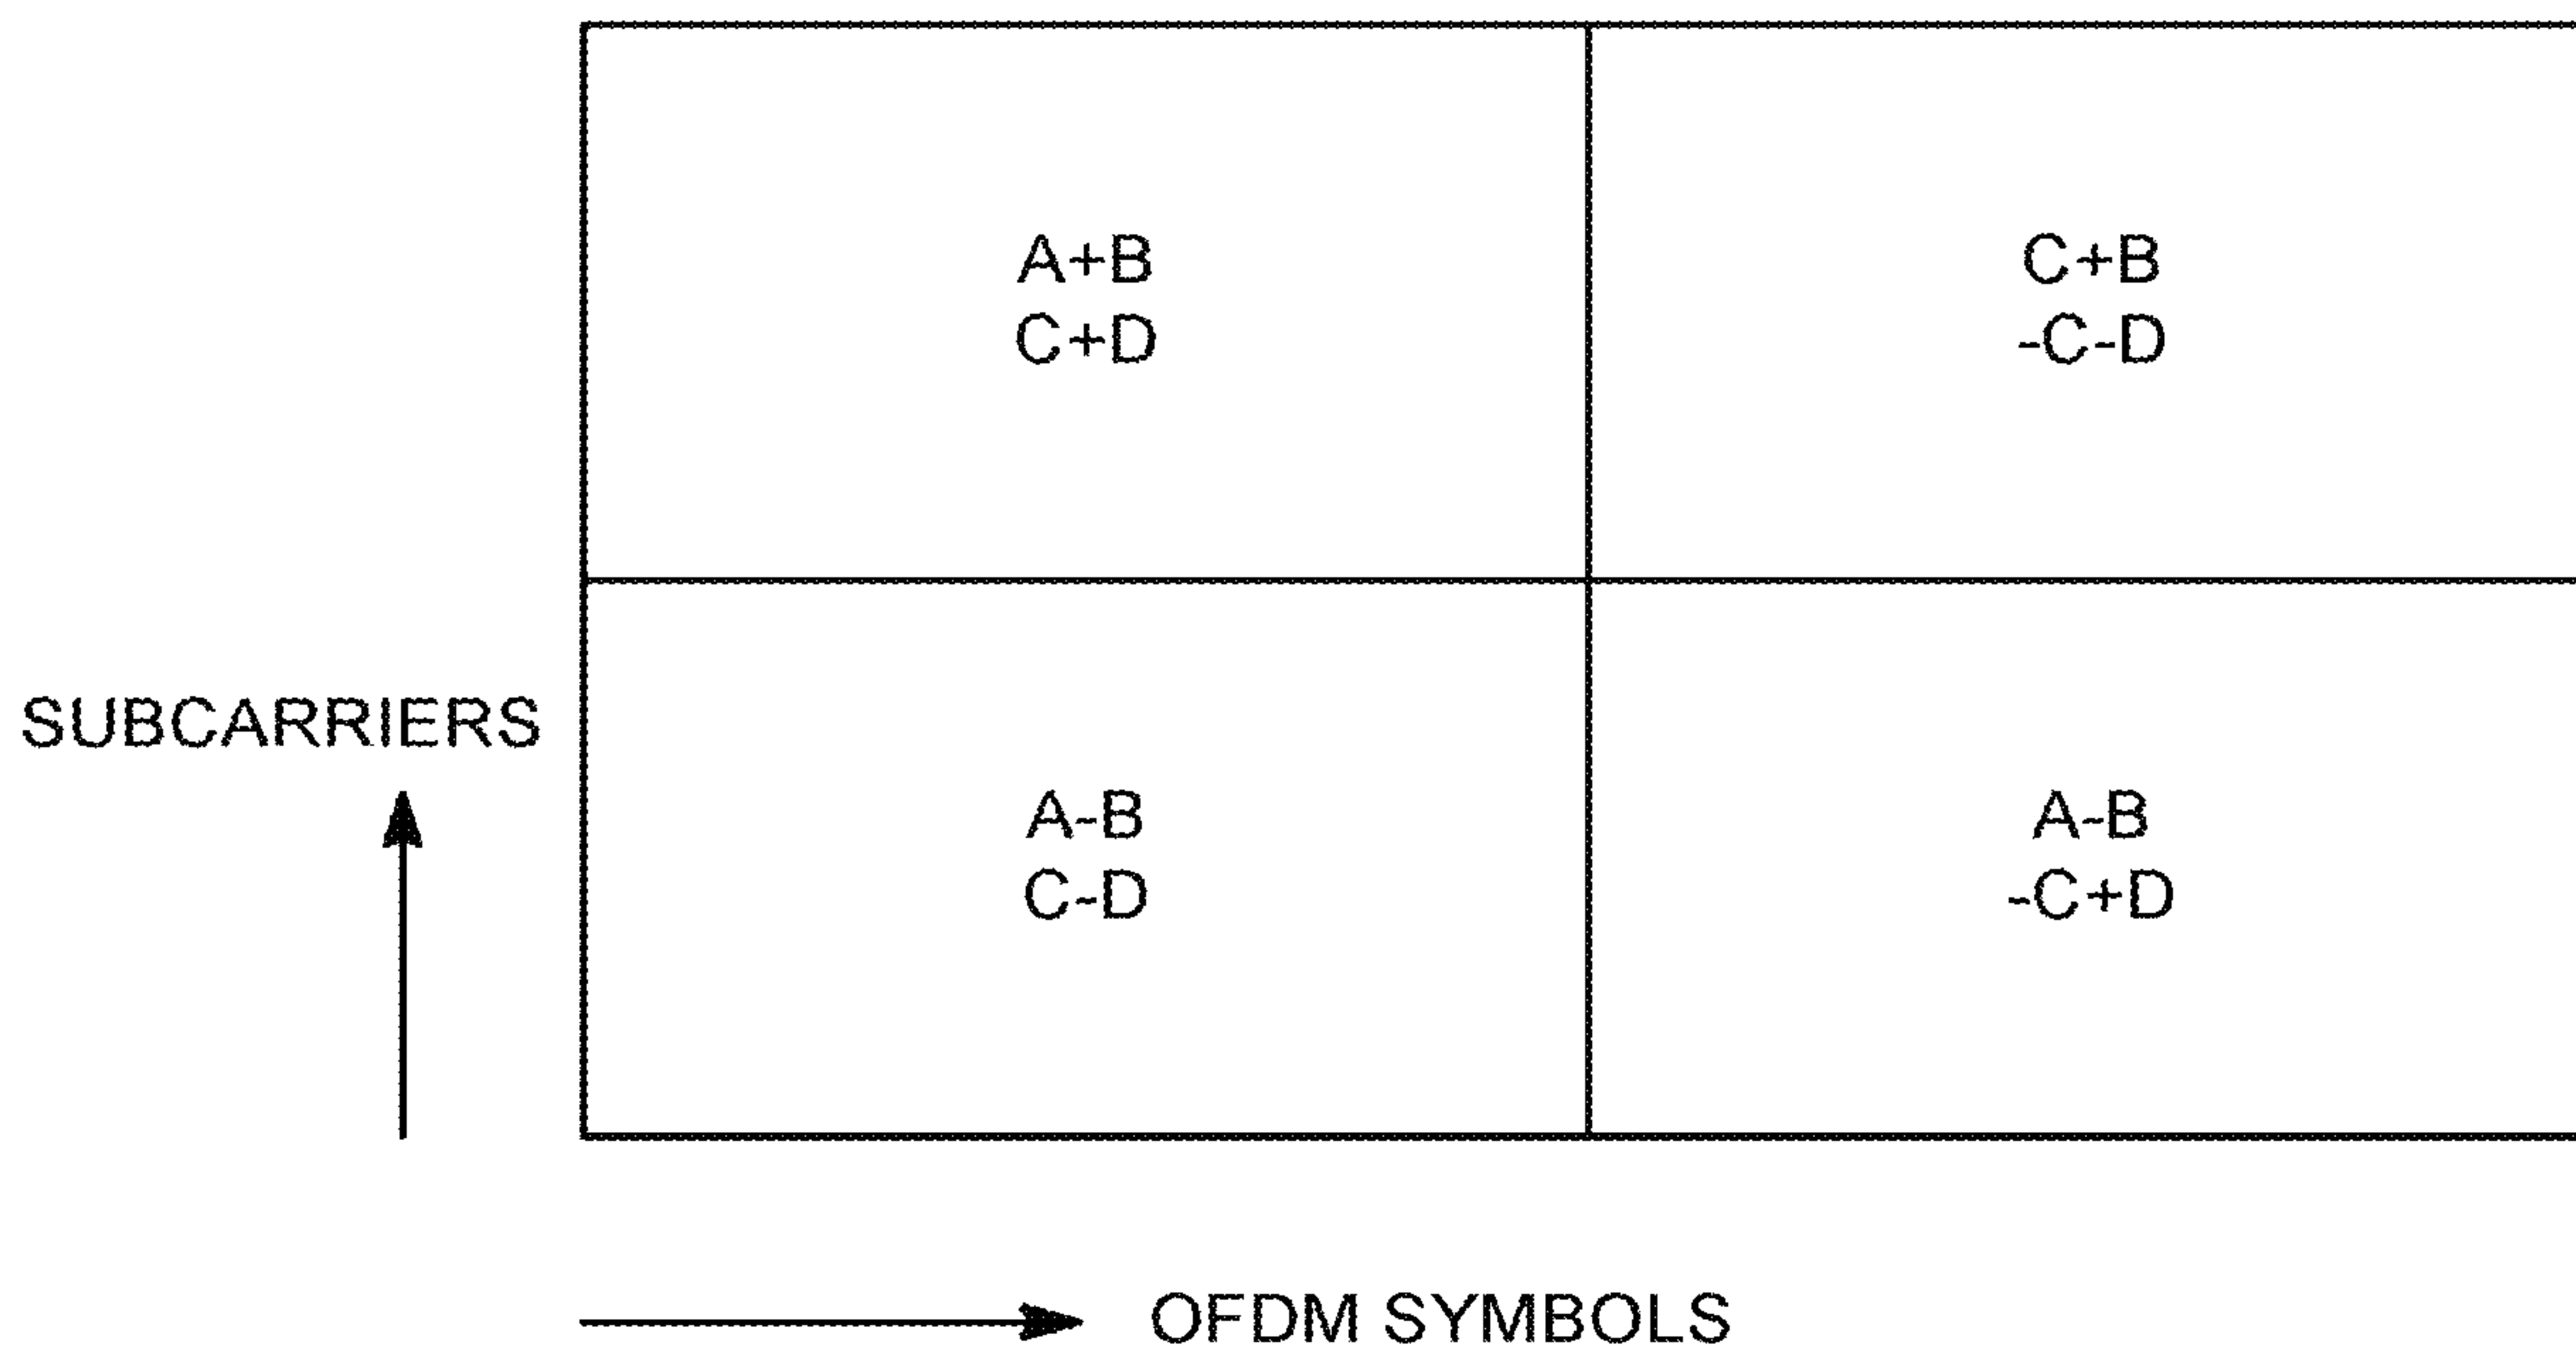 A+B
C+D
C+B
-C-D
SUBCARRIERS
A-B
C-D
A-B
-C+D
OFDM SYMBOLS